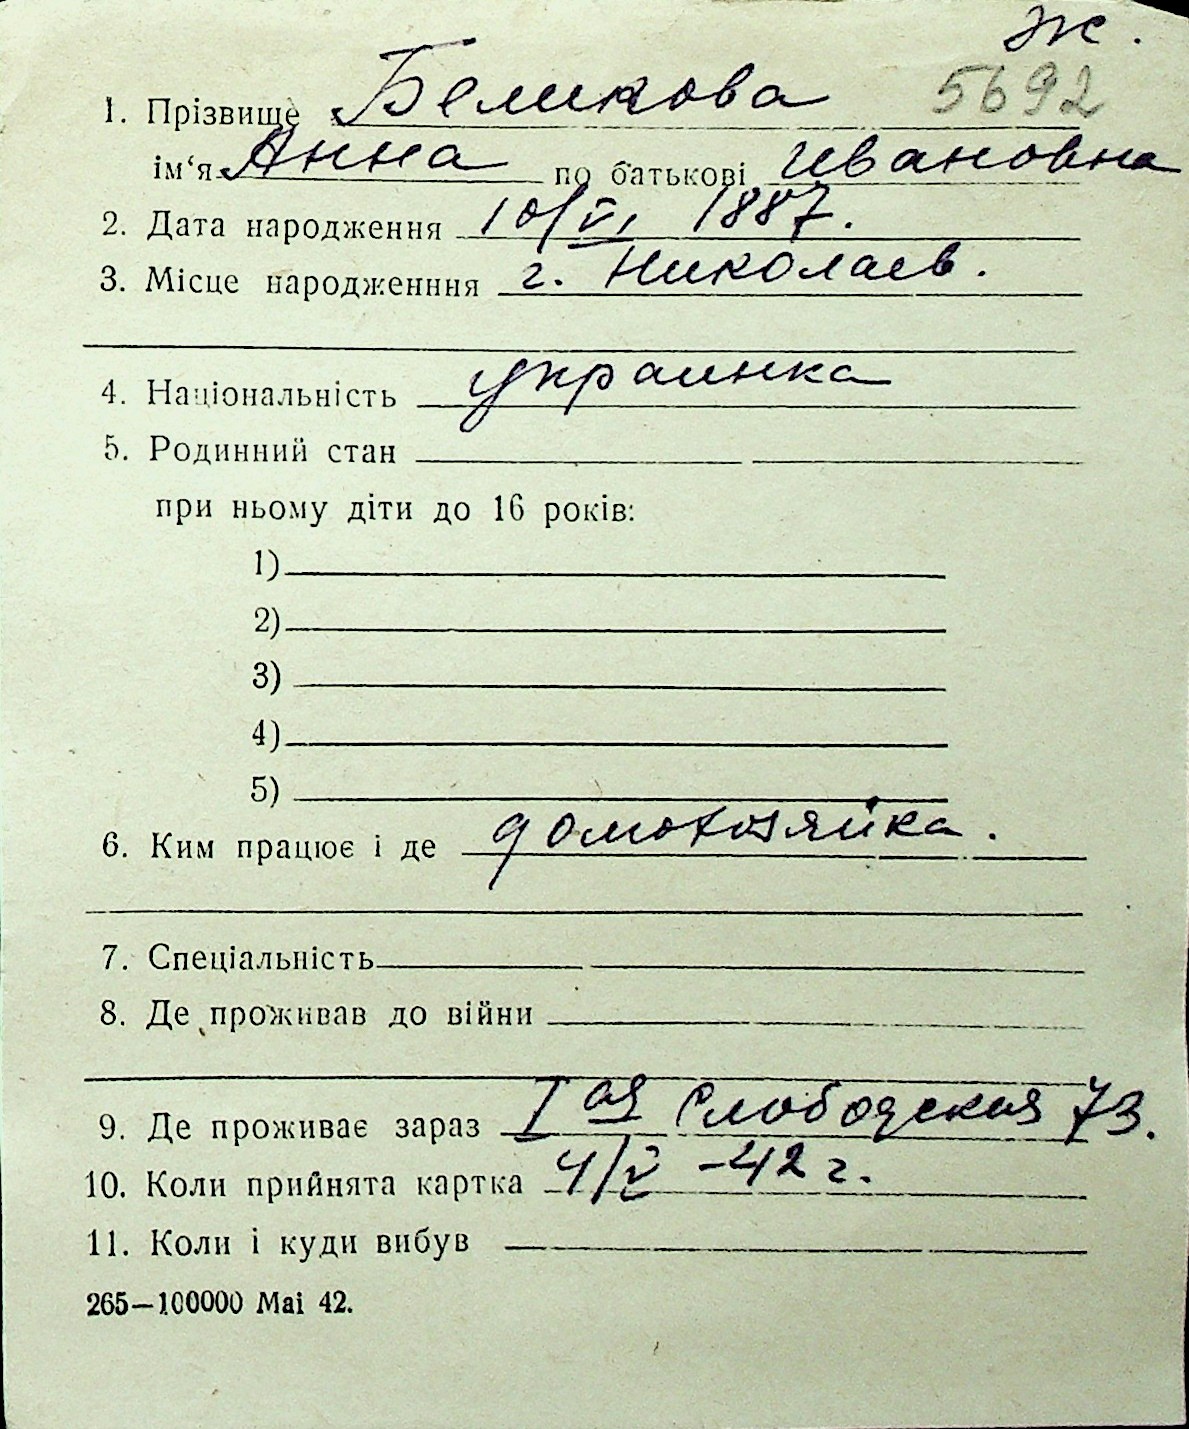 ж.
5692
1. Прізвище Беликова
ім‘я Анна по батькові Ивановна
2. Дата народження 10/VI 1887.
3. Місце народженння г. Николаев.
4. Національність украинка
5. Родинний стан
при ньому діти до 16 років:
1)
2)
3)
4)
5)
6. Ким працює і де домохозяйка.
7. Спеціальність
8. Де проживав до війни
9. Де проживає зараз I ая Слободская 73.
10. Коли прийнята картка 4/V -42 г.
11. Коли і куди вибув
265—100000 Mai 42.